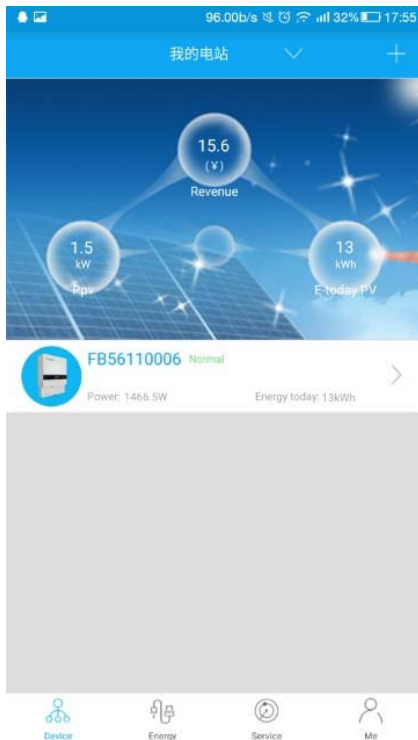 96.00b/s 32% 17:55
我的电站
15.6
(¥)
Revenue
1.5
kW
Ppv
13
kWh
E-today PV
FB56110006 Normal
Power: 1466.5W Energy today: 13kWh
Device Energy Service Me